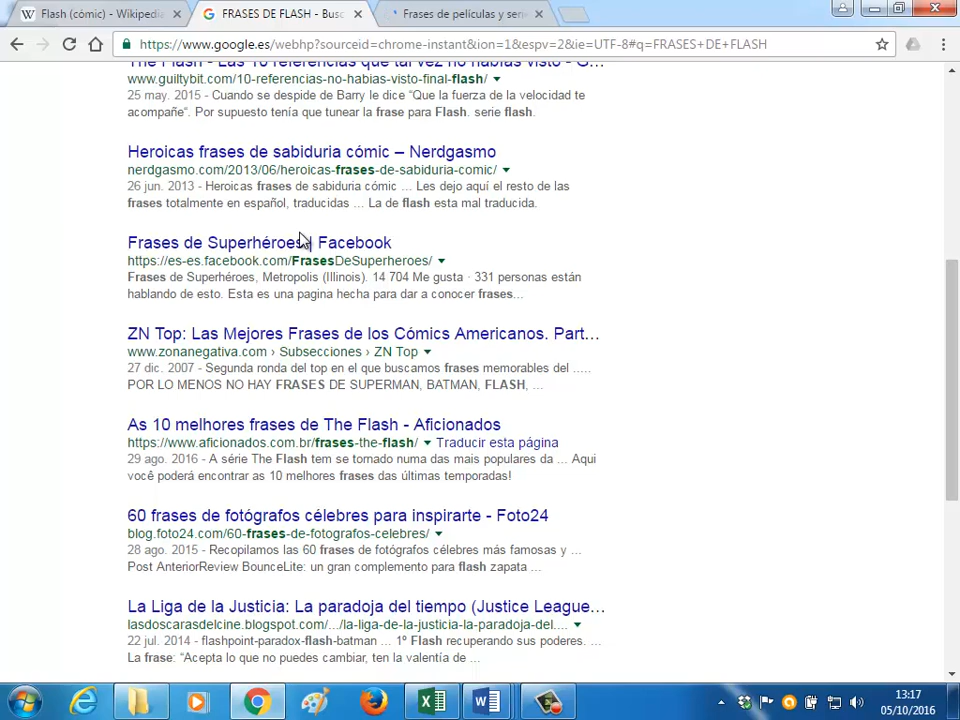 Flash (cómic) - Wikipedi
FRASES DE FLASH - Bus
Frases de películas y serie
https://www.google.es/webhp?sourceid=chrome-instant&ion=1&espv=2&ie=UTF-8#q=FRASES+DE+FLASH
The Flash - Las 10 referencias que tal vez no habías visto - G...
www.guiltybit.com/10-referencias-no-habias-visto-final-flash/
25 may. 2015 - Cuando se despide de Barry le dice “Que la fuerza de la velocidad te
acompañe“. Por supuesto tenía que tunear la frase para Flash. serie flash.
Heroicas frases de sabiduria cómic – Nerdgasmo
nerdgasmo.com/2013/06/heroicas-frases-de-sabiduria-comic/
26 jun. 2013 - Heroicas frases de sabiduria cómic ... Les dejo aquí el resto de las
frases totalmente en español, traducidas ... La de flash esta mal traducida.
Frases de Superhéroes | Facebook
https://es-es.facebook.com/FrasesDeSuperheroes/
Frases de Superhéroes, Metropolis (Illinois). 14 704 Me gusta · 331 personas están
hablando de esto. Esta es una pagina hecha para dar a conocer frases...
ZN Top: Las Mejores Frases de los Cómics Americanos. Part...
www.zonanegativa.com › Subsecciones › ZN Top
27 dic. 2007 - Segunda ronda del top en el que buscamos frases memorables del .....
POR LO MENOS NO HAY FRASES DE SUPERMAN, BATMAN, FLASH, ...
As 10 melhores frases de The Flash - Aficionados
https://www.aficionados.com.br/frases-the-flash/ Traducir esta página
29 ago. 2016 - A série The Flash tem se tornado numa das mais populares da ... Aqui
você poderá encontrar as 10 melhores frases das últimas temporadas!
60 frases de fotógrafos célebres para inspirarte - Foto24
blog.foto24.com/60-frases-de-fotografos-celebres/
28 ago. 2015 - Recopilamos las 60 frases de fotógrafos célebres más famosas y ...
Post AnteriorReview BounceLite: un gran complemento para flash zapata ...
La Liga de la Justicia: La paradoja del tiempo (Justice League...
lasdoscarasdelcine.blogspot.com/.../la-liga-de-la-justicia-la-paradoja-del....
22 jul. 2014 - flashpoint-paradox-flash-batman ... 1º Flash recuperando sus poderes. ...
La frase: “Acepta lo que no puedes cambiar, ten la valentía de ...
13:17
05/10/2016